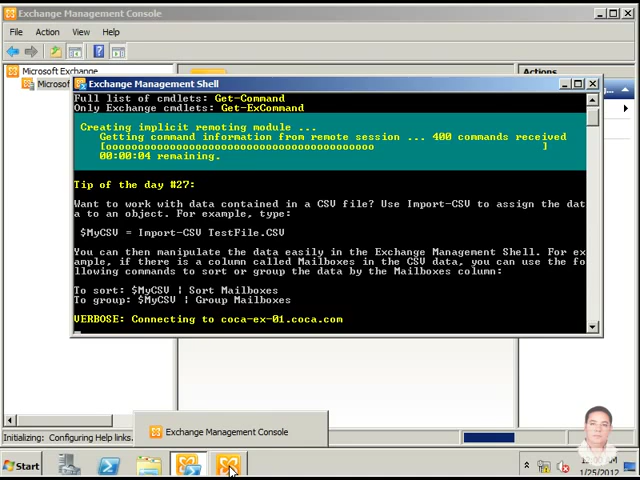 Exchange Management Console
File Action View Help
Microsoft Exchange
Actions
Exchange Management Shell
Full list of cmdlets: Get-Command
Only Exchange cmdlets: Get-ExCommand
Creating implicit remoting module ...
Getting command information from remote session ... 400 commands received
[oooooooooooooooooooooooooooooooooooooooooo ]
00:00:04 remaining.
Tip of the day #27:
Want to work with data contained in a CSV file? Use Import-CSV to assign the dat
a to an object. For example, type:
$MyCSV = Import-CSV TestFile.CSV
You can then manipulate the data easily in the Exchange Management Shell. For ex
ample, if there is a column called Mailboxes in the CSV data, you can use the fo
llowing commands to sort or group the data by the Mailboxes column:
To sort: $MyCSV | Sort Mailboxes
To group: $MyCSV | Group Mailboxes
VERBOSE: Connecting to coca-ex-01.coca.com
Exchange Management Console
Initializing: Configuring Help links.
Start
1/25/2012